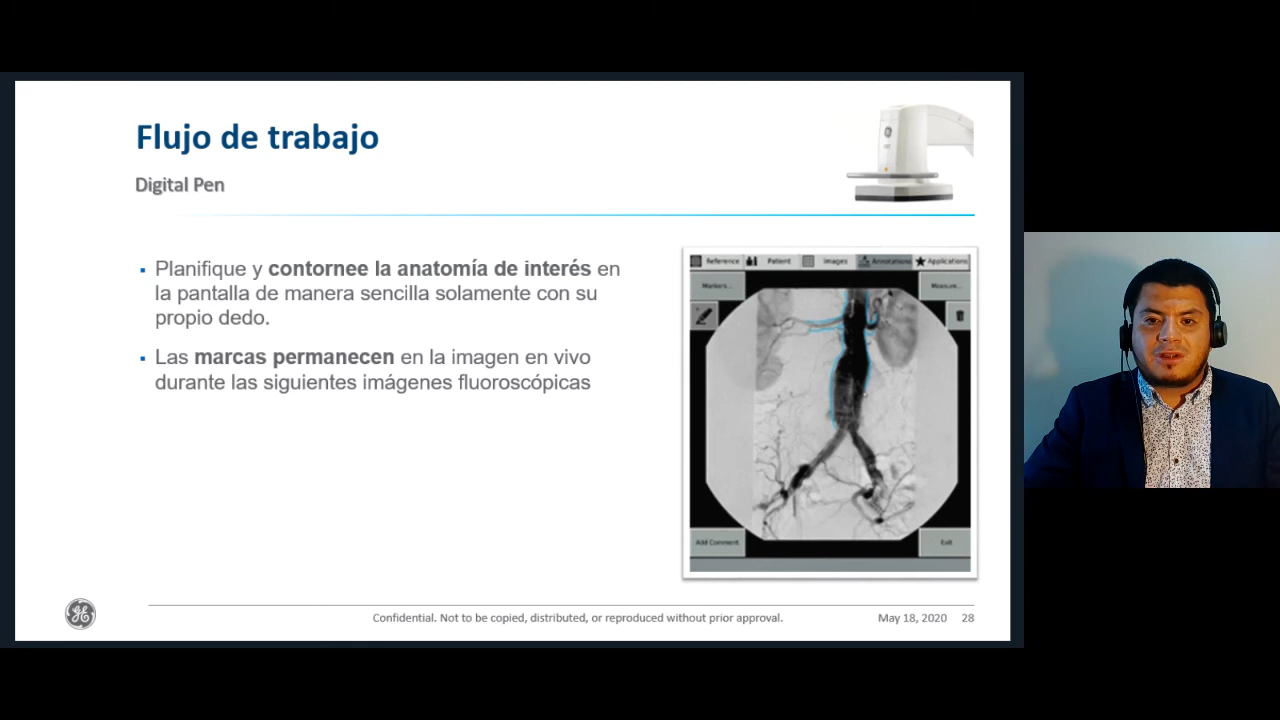 Flujo de trabajo
Digital Pen
▪ Planifique y contornee la anatomía de interés en
la pantalla de manera sencilla solamente con su
propio dedo.
▪ Las marcas permanecen en la imagen en vivo
durante las siguientes imágenes fluoroscópicas
Reference Patient Images Annotations Applications
Markers... Measure...
Add Comment Exit
Confidential. Not to be copied, distributed, or reproduced without prior approval. May 18, 2020 28